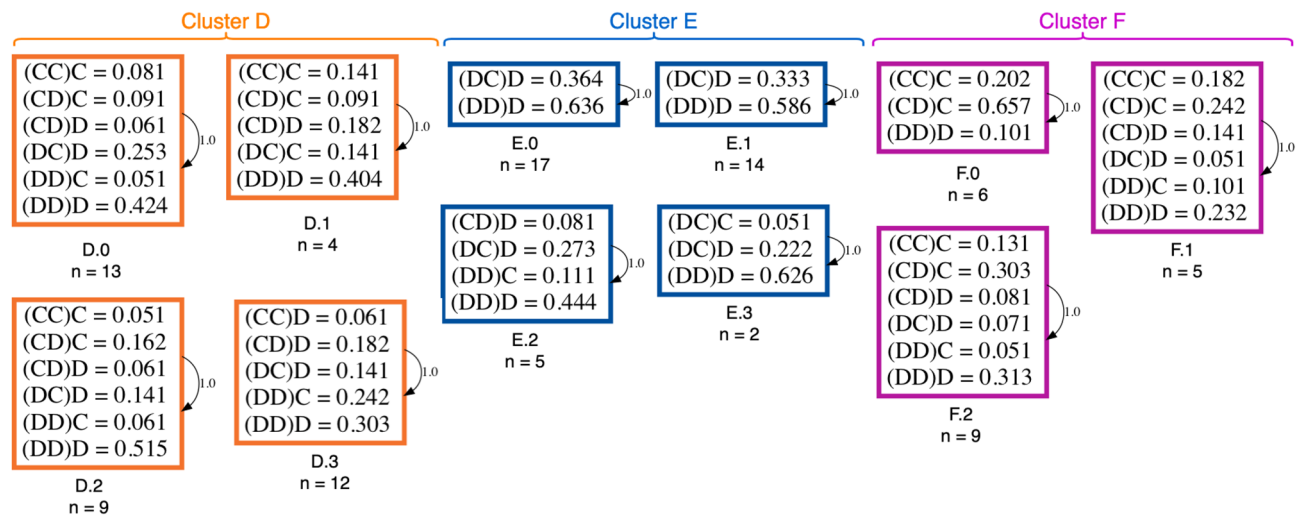 Cluster D
(CC)C = 0.081
(CD)C = 0.091
(CD)D = 0.061
(DC)D = 0.253
(DD)C = 0.051
(DD)D = 0.424
1.0
D.0
n = 13
(CC)C = 0.141
(CD)C = 0.091
(CD)D = 0.182
(DC)C = 0.141
(DD)D = 0.404
1.0
D.1
n = 4
(CC)C = 0.051
(CD)C = 0.162
(CD)D = 0.061
(DC)D = 0.141
(DD)C = 0.061
(DD)D = 0.515
1.0
D.2
n = 9
(CC)D = 0.061
(CD)D = 0.182
(DC)D = 0.141
(DD)C = 0.242
(DD)D = 0.303
1.0
D.3
n = 12
Cluster E
(DC)D = 0.364
(DD)D = 0.636
1.0
E.0
n = 17
(DC)D = 0.333
(DD)D = 0.586
1.0
E.1
n = 14
(CD)D = 0.081
(DC)D = 0.273
(DD)C = 0.111
(DD)D = 0.444
1.0
E.2
n = 5
(DC)C = 0.051
(DC)D = 0.222
(DD)D = 0.626
1.0
E.3
n = 2
Cluster F
(CC)C = 0.202
(CD)C = 0.657
(DD)D = 0.101
1.0
F.0
n = 6
(CC)C = 0.182
(CD)C = 0.242
(CD)D = 0.141
(DC)D = 0.051
(DD)C = 0.101
(DD)D = 0.232
1.0
F.1
n = 5
(CC)C = 0.131
(CD)C = 0.303
(CD)D = 0.081
(DC)D = 0.071
(DD)C = 0.051
(DD)D = 0.313
1.0
F.2
n = 9